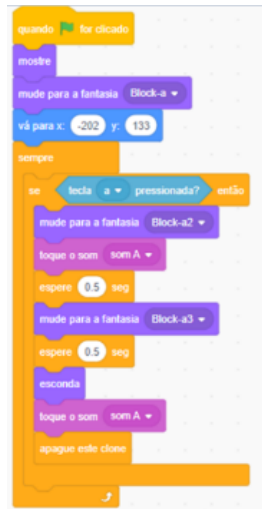 quando for clicado
mostre
mude para a fantasia Block-a
vá para x: -202 y: 133
sempre
se tecla a pressionada? então
mude para a fantasia Block-a2
toque o som som A
espere 0.5 seg
mude para a fantasia Block-a3
espere 0.5 seg
esconda
toque o som som A
apague este clone